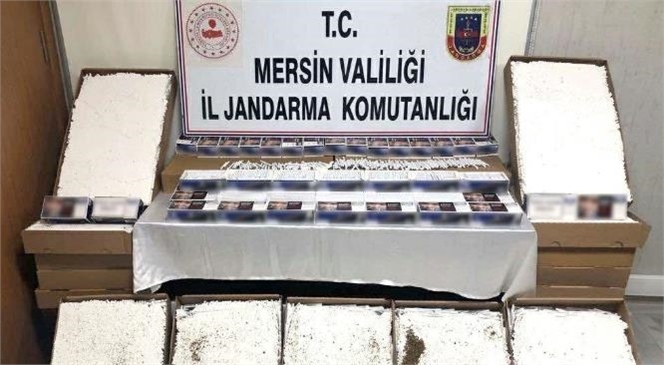 T.C.
MERSİN VALİLİĞİ
İL JANDARMA KOMUTANLIĞI